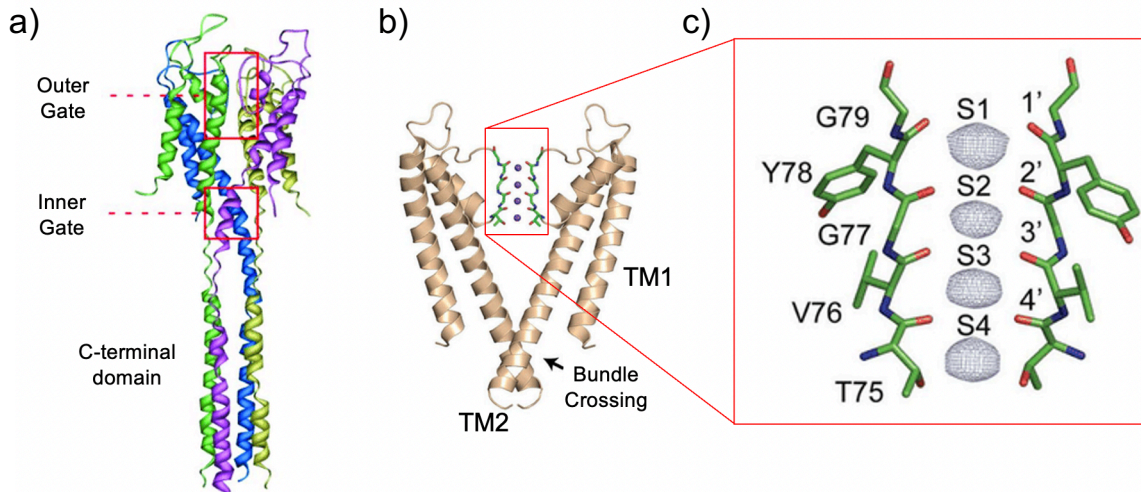 a)
Outer
Gate
Inner
Gate
C-terminal
domain
b)
TM1
Bundle
Crossing
TM2
c)
G79
S1
1’
Y78
S2
2’
G77
S3
3’
V76
S4
4’
T75